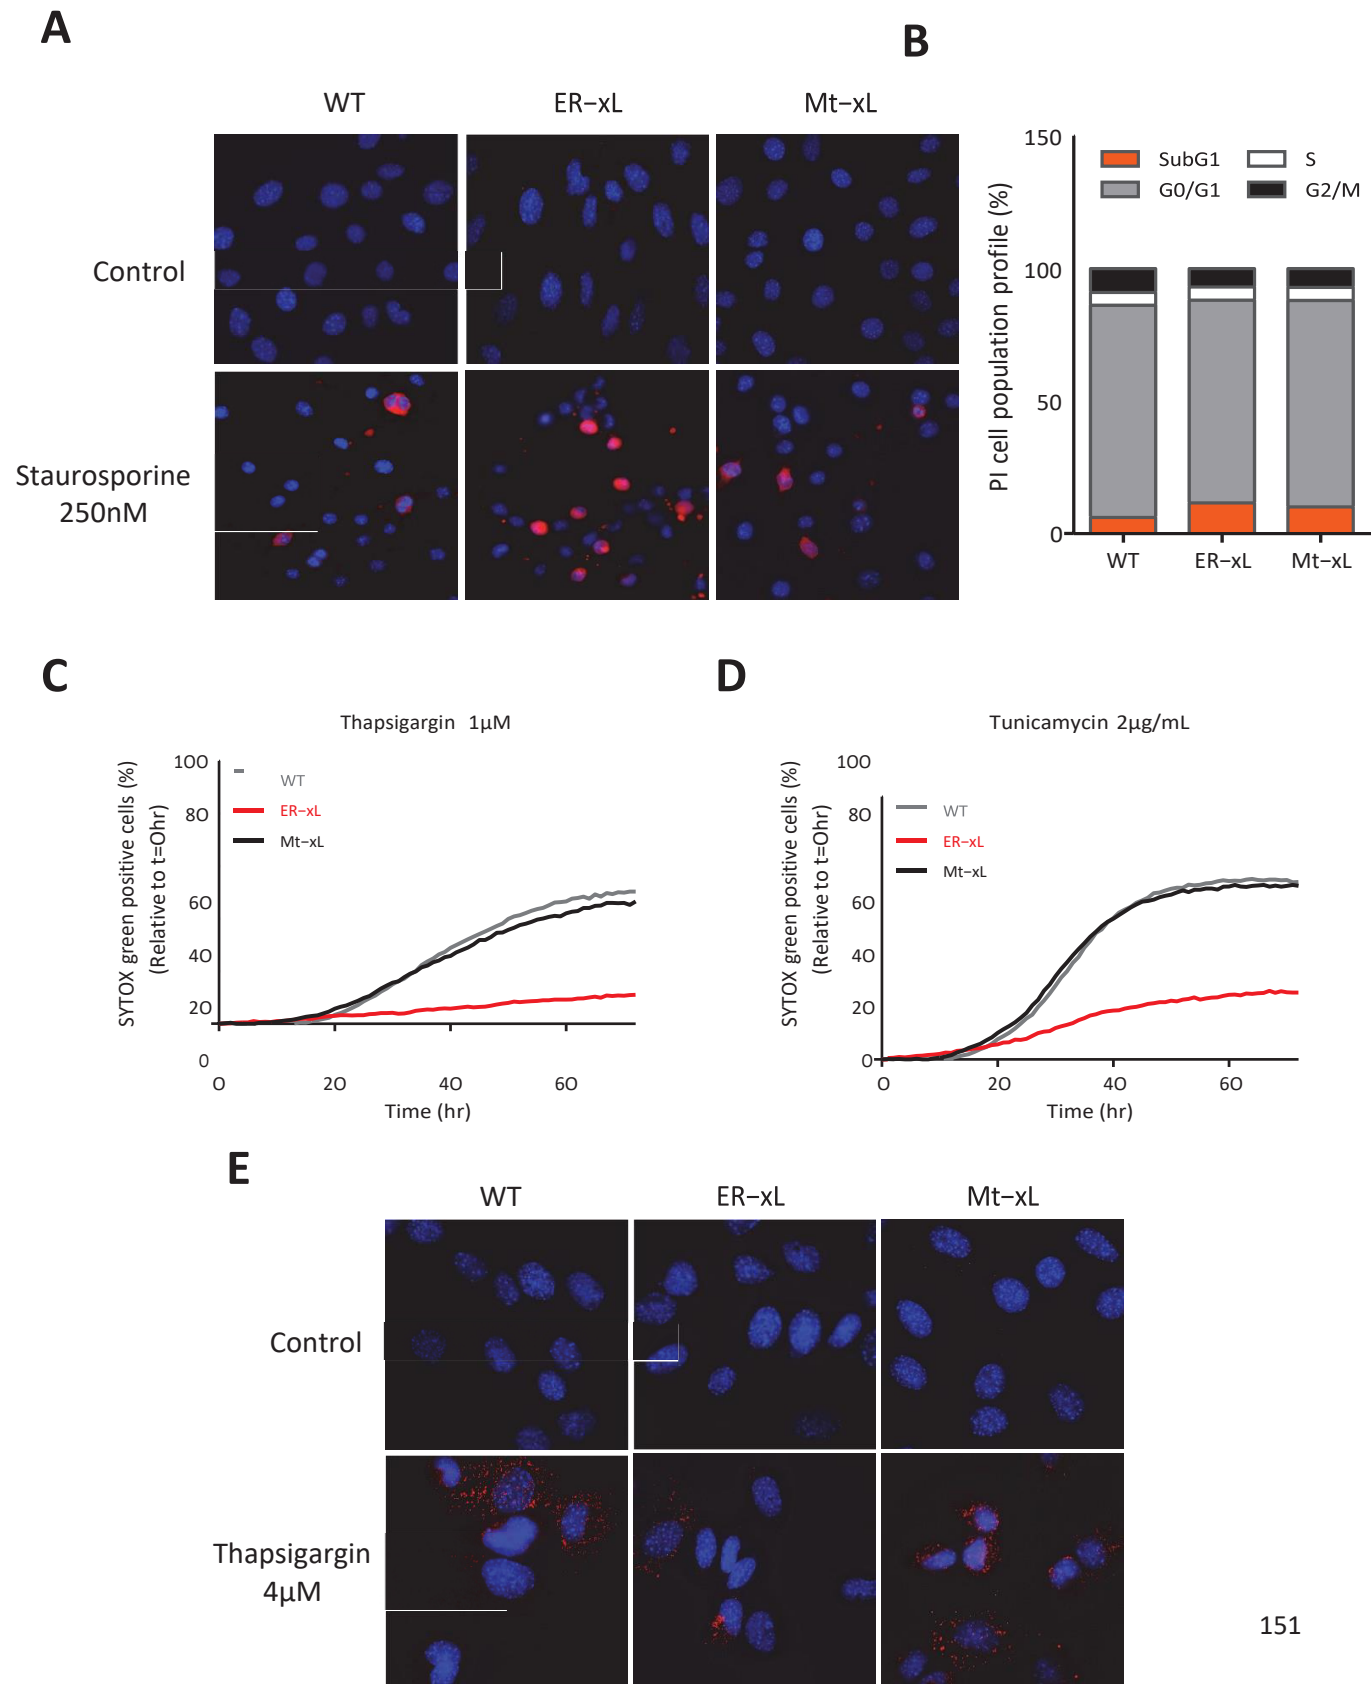 A
B
WT ER−xL Mt−xL
Control
Staurosporine
250nM
PI cell population profile (%)
150
100
50
0
SubG1 S
G0/G1 G2/M
WT ER−xL Mt−xL
C
Thapsigargin 1µM
SYTOX green positive cells (%)
(Relative to t=0hr)
100
80
60
40
20
0
WT
ER−xL
Mt−xL
0 20 40 60
Time (hr)
D
Tunicamycin 2µg/mL
SYTOX green positive cells (%)
(Relative to t=0hr)
100
80
60
40
20
0
WT
ER−xL
Mt−xL
0 20 40 60
Time (hr)
E
WT ER−xL Mt−xL
Control
Thapsigargin
4µM
151